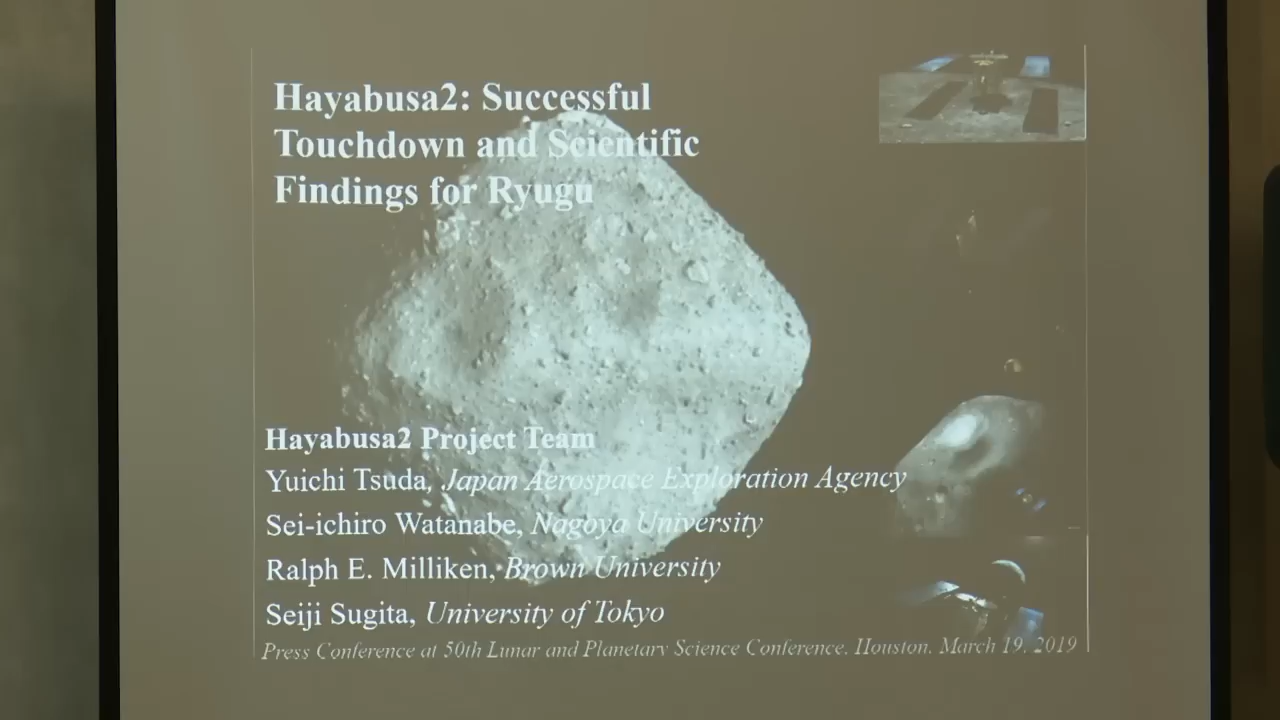 Hayabusa2: Successful
Touchdown and Scientific
Findings for Ryugu
Hayabusa2 Project Team
Yuichi Tsuda, Japan Aerospace Exploration Agency
Sei-ichiro Watanabe, Nagoya University
Ralph E. Milliken, Brown University
Seiji Sugita, University of Tokyo
Press Conference at 50th Lunar and Planetary Science Conference, Houston, March 19, 2019